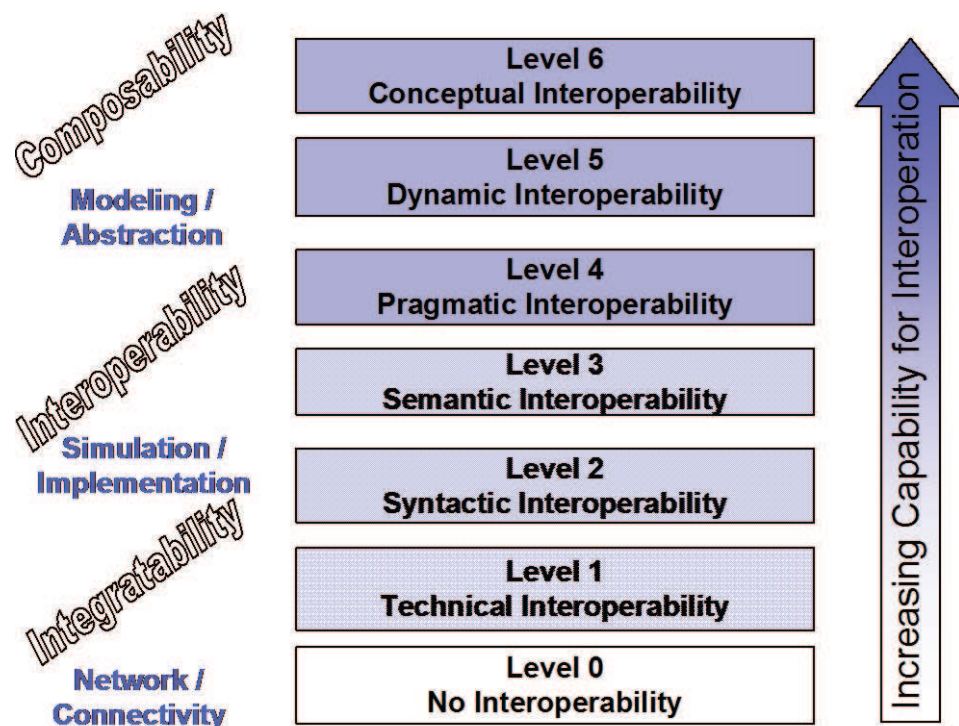 Composability
Modeling /
Abstraction
Interoperability
Simulation /
Implementation
Integratability
Network /
Connectivity
Level 6
Conceptual Interoperability
Level 5
Dynamic Interoperability
Level 4
Pragmatic Interoperability
Level 3
Semantic Interoperability
Level 2
Syntactic Interoperability
Level 1
Technical Interoperability
Level 0
No Interoperability
Increasing Capability for Interoperation